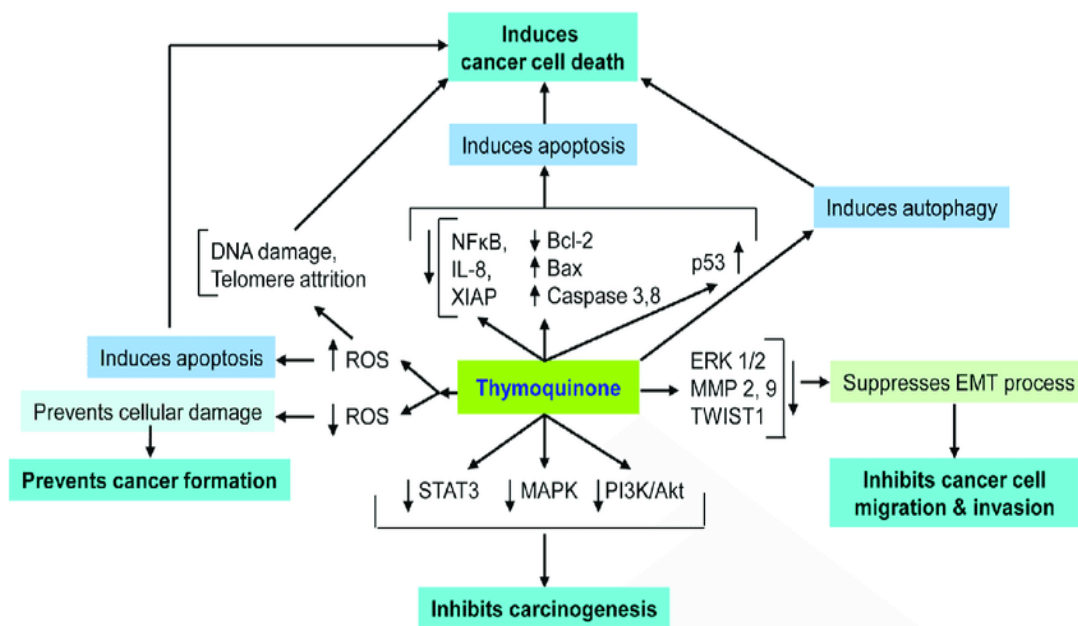 Induces
cancer cell death
Induces apoptosis
Induces autophagy
DNA damage,
Telomere attrition
NFκB,
IL-8,
XIAP
Bcl-2
Bax
Caspase 3,8
p53
Induces apoptosis
ROS
Prevents cellular damage
ROS
Prevents cancer formation
Thymoquinone
ERK 1/2
MMP 2, 9
TWIST1
Suppresses EMT process
Inhibits cancer cell
migration & invasion
STAT3
MAPK
PI3K/Akt
Inhibits carcinogenesis